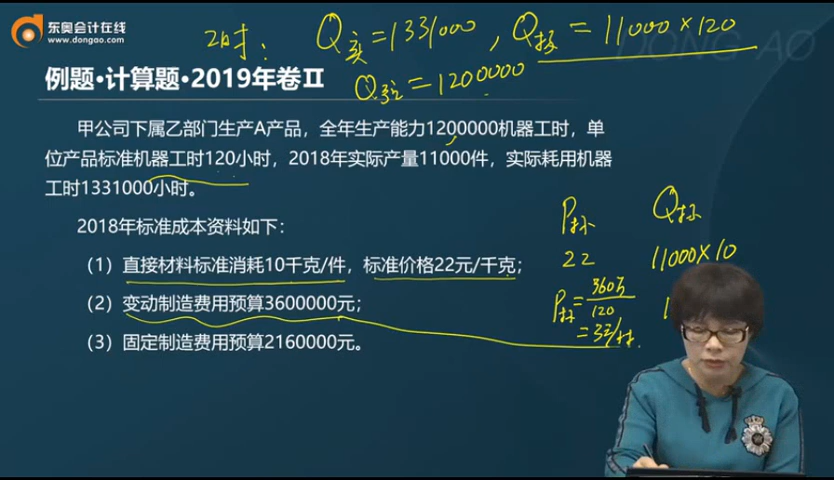 东奥会计在线
www.dongao.com
工时： Q实=1331000 ，Q标=11000×120
DONG AO
例题·计算题·2019年卷Ⅱ
Q预=1200000
甲公司下属乙部门生产A产品，全年生产能力1200000机器工时，单
位产品标准机器工时120小时，2018年实际产量11000件，实际耗用机器
工时1331000小时。
2018年标准成本资料如下：
P标 Q标
（1）直接材料标准消耗10千克/件，标准价格22元/千克；
22 11000×10
（2）变动制造费用预算3600000元；
P标=360万/120
=3元/时
（3）固定制造费用预算2160000元。